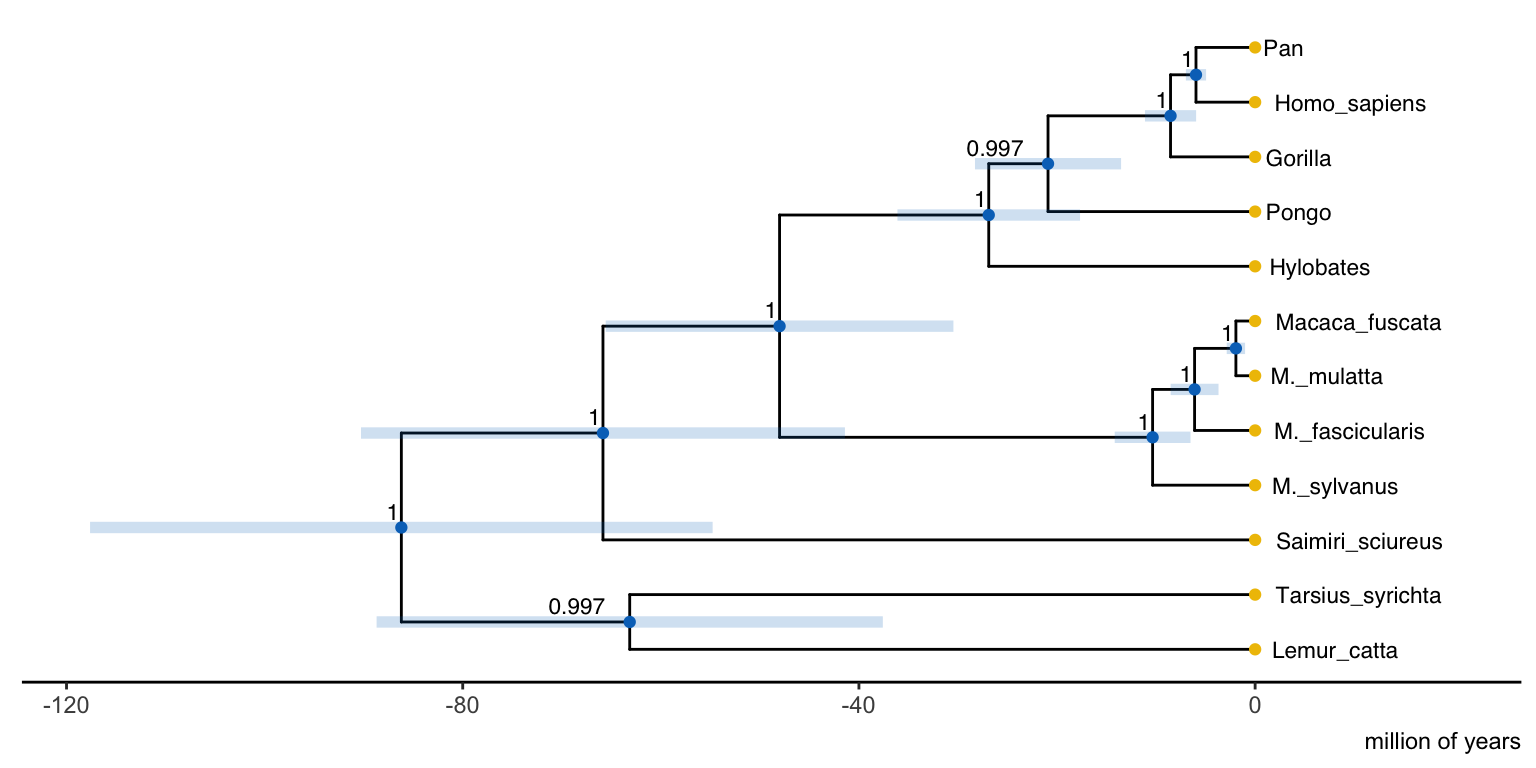 Pan
1
Homo_sapiens
1
0.997
Gorilla
1
Pongo
Hylobates
1
Macaca_fuscata
1
M._mulatta
1
1
M._fascicularis
1
M._sylvanus
1
Saimiri_sciureus
0.997
Tarsius_syrichta
Lemur_catta
-120 -80 -40 0
million of years